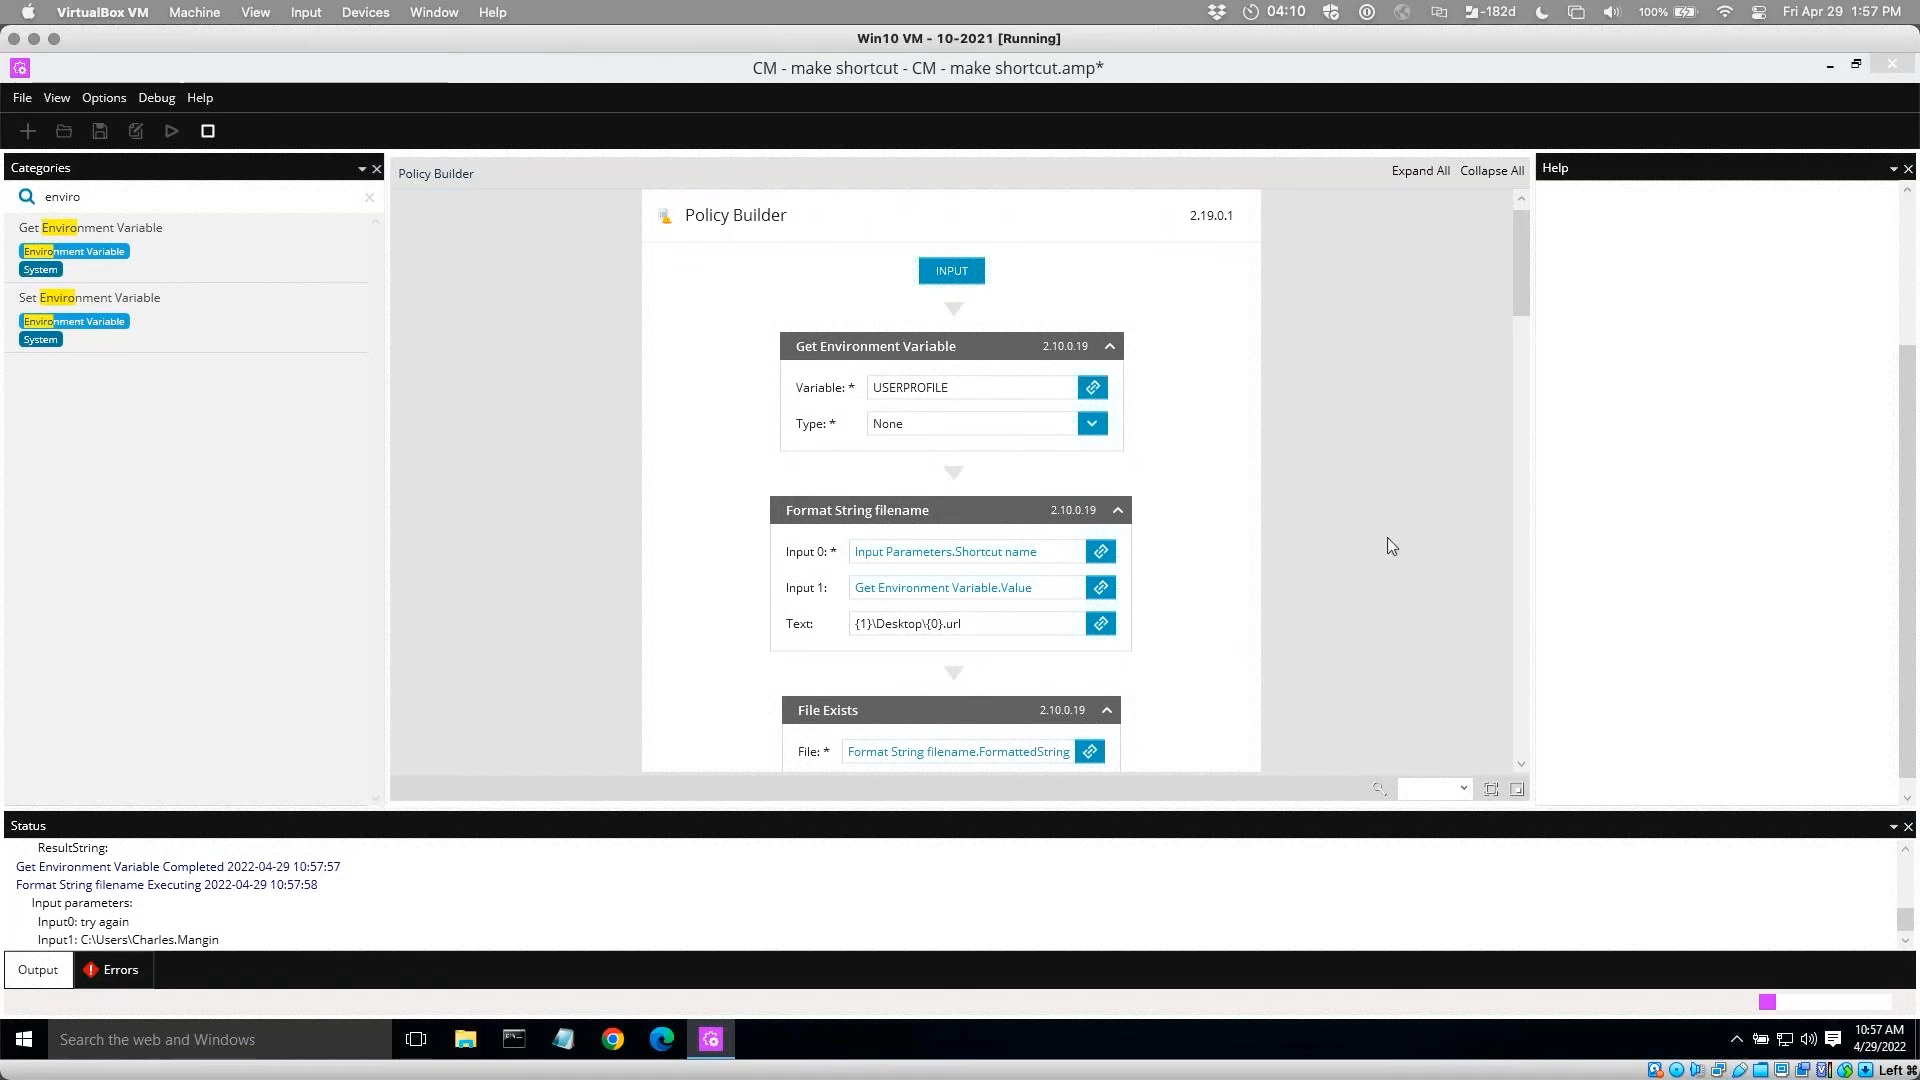 VirtualBox VM Machine View Input Devices Window Help 04:10 -182d 100% Fri Apr 29 1:57 PM
Win10 VM - 10-2021 [Running]
CM - make shortcut - CM - make shortcut.amp*
File View Options Debug Help
Categories
enviro
Get Environment Variable
Environment Variable
System
Set Environment Variable
Environment Variable
System
Policy Builder
Expand All Collapse All
Policy Builder 2.19.0.1
INPUT
Get Environment Variable 2.10.0.19
Variable: * USERPROFILE
Type: * None
Format String filename 2.10.0.19
Input 0: * Input Parameters.Shortcut name
Input 1: Get Environment Variable.Value
Text: {1}\Desktop\{0}.url
File Exists 2.10.0.19
File: * Format String filename.FormattedString
Help
Status
ResultString:
Get Environment Variable Completed 2022-04-29 10:57:57
Format String filename Executing 2022-04-29 10:57:58
Input parameters:
Input0: try again
Input1: C:\Users\Charles.Mangin
Output Errors
Search the web and Windows
10:57 AM
4/29/2022
Left ⌘